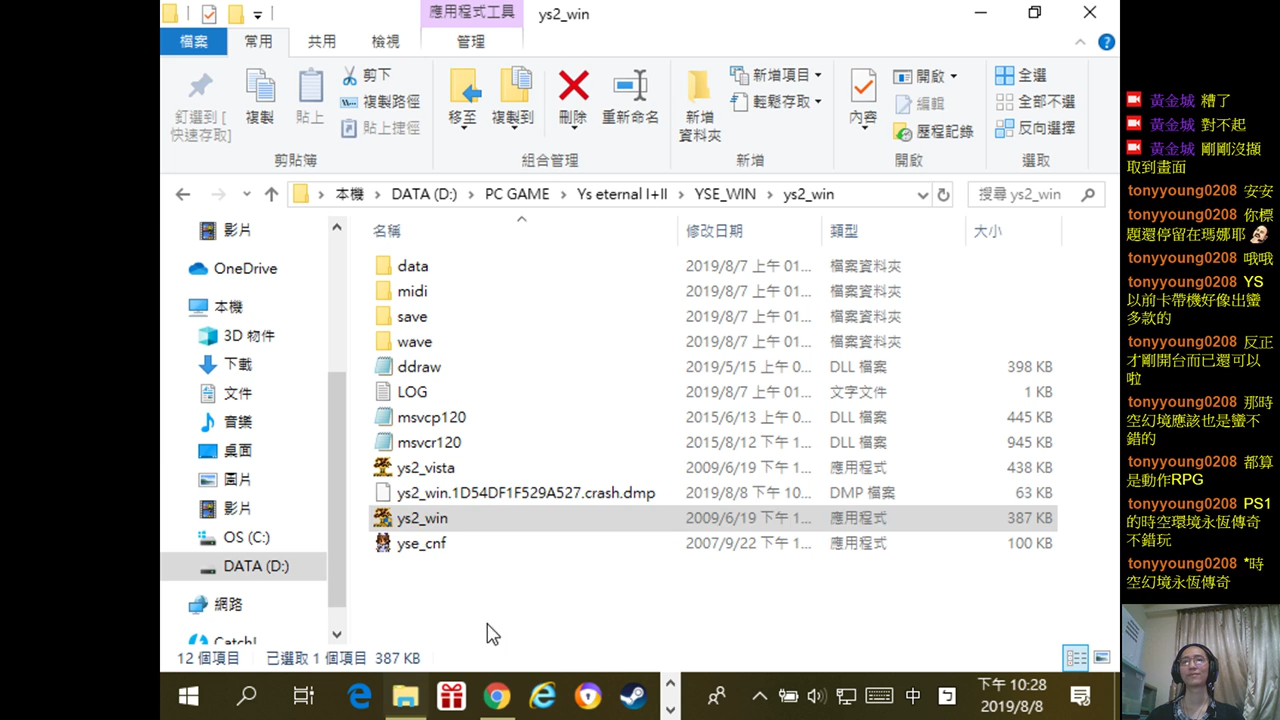 應用程式工具
ys2_win
檔案
常用
共用
檢視
管理
釘選到 [
快速存取]
複製
貼上
剪下
複製路徑
貼上捷徑
剪貼簿
移至
複製到
刪除
重新命名
組合管理
新增
資料夾
新增項目
輕鬆存取
新增
內容
開啟
編輯
歷程記錄
開啟
全選
全部不選
反向選擇
選取
本機 > DATA (D:) > PC GAME > Ys eternal I+II > YSE_WIN > ys2_win
搜尋 ys2_win
影片
OneDrive
本機
3D 物件
下載
文件
音樂
桌面
圖片
影片
OS (C:)
DATA (D:)
網路
Catch!
名稱 修改日期 類型 大小
data 2019/8/7 上午 01... 檔案資料夾
midi 2019/8/7 上午 01... 檔案資料夾
save 2019/8/7 上午 01... 檔案資料夾
wave 2019/8/7 上午 01... 檔案資料夾
ddraw 2019/5/15 上午 0... DLL 檔案 398 KB
LOG 2019/8/7 上午 01... 文字文件 1 KB
msvcp120 2015/6/13 上午 0... DLL 檔案 445 KB
msvcr120 2015/8/12 下午 1... DLL 檔案 945 KB
ys2_vista 2009/6/19 下午 1... 應用程式 438 KB
ys2_win.1D54DF1F529A527.crash.dmp 2019/8/8 下午 10... DMP 檔案 63 KB
ys2_win 2009/6/19 下午 1... 應用程式 387 KB
yse_cnf 2007/9/22 下午 1... 應用程式 100 KB
12 個項目 已選取 1 個項目 387 KB
中
下午 10:28
2019/8/8
黃金城 糟了
黃金城 對不起
黃金城 剛剛沒擷
取到畫面
tonyyoung0208 安安
tonyyoung0208 你標
題還停留在瑪娜耶
tonyyoung0208 哦哦
tonyyoung0208 YS
以前卡帶機好像出蠻
多款的
tonyyoung0208 反正
才剛開台而已還可以
啦
tonyyoung0208 那時
空幻境應該也是蠻不
錯的
tonyyoung0208 都算
是動作RPG
tonyyoung0208 PS1
的時空環境永恆傳奇
不錯玩
tonyyoung0208 *時
空幻境永恆傳奇